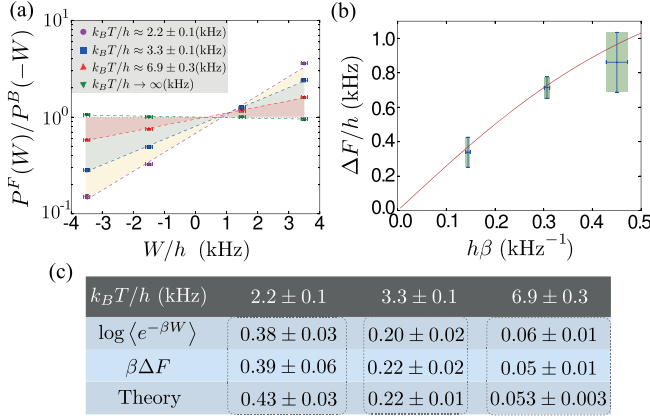 (a)
k_BT/h ≈ 2.2 ± 0.1(kHz)
k_BT/h ≈ 3.3 ± 0.1(kHz)
k_BT/h ≈ 6.9 ± 0.3(kHz)
k_BT/h → ∞(kHz)
P^F(W)/P^B(−W)
10^1
10^0
10^-1
-4 -3 -2 -1 0 1 2 3 4
W/h (kHz)
(b)
ΔF/h (kHz)
1.0
0.8
0.6
0.4
0.2
0.0
0.0 0.1 0.2 0.3 0.4 0.5
hβ (kHz^−1)
(c)
k_BT/h (kHz) 2.2 ± 0.1 3.3 ± 0.1 6.9 ± 0.3
log ⟨e^−βW⟩ 0.38 ± 0.03 0.20 ± 0.02 0.06 ± 0.01
βΔF 0.39 ± 0.06 0.22 ± 0.02 0.05 ± 0.01
Theory 0.43 ± 0.03 0.22 ± 0.01 0.053 ± 0.003